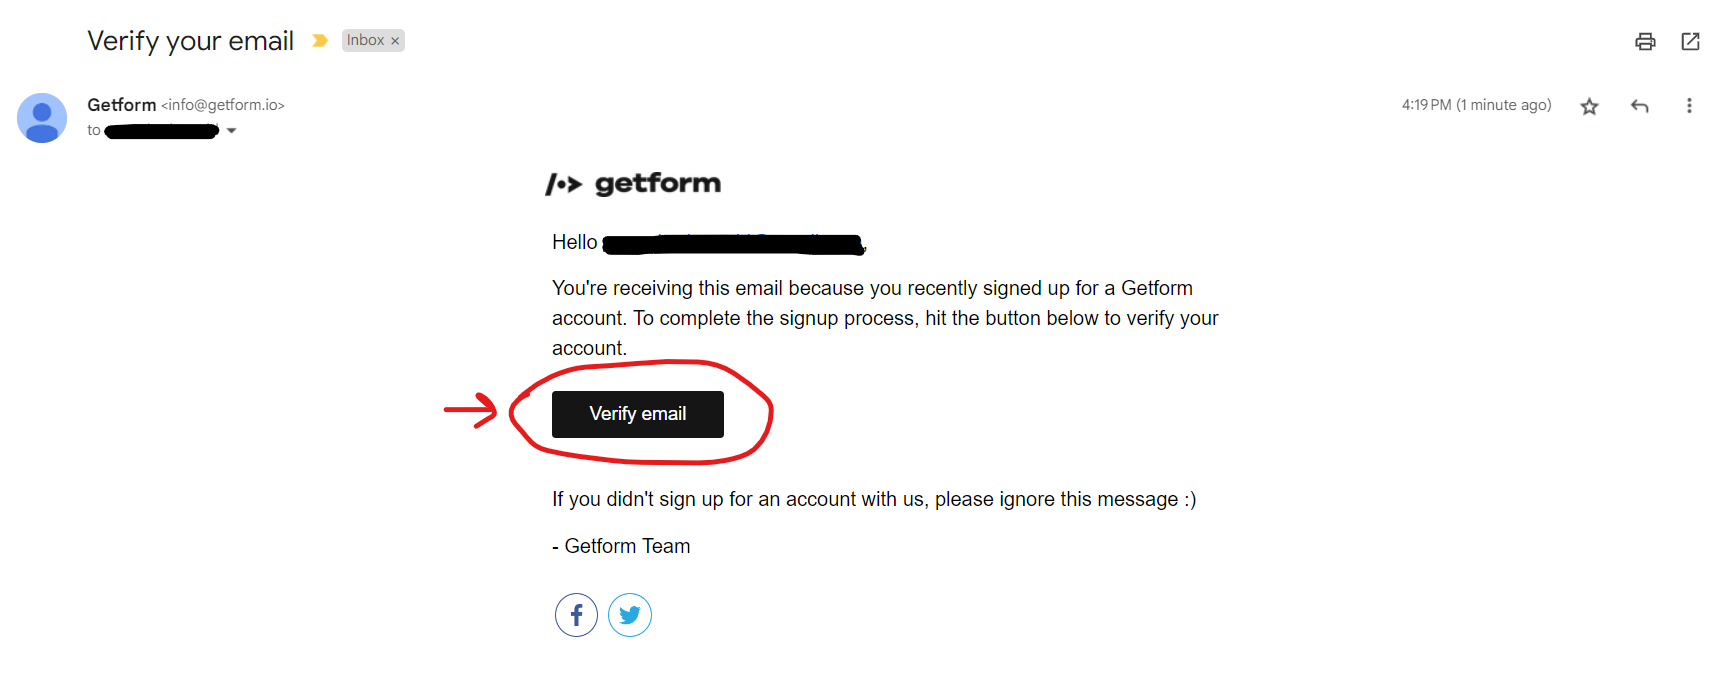 Verify your email
Inbox ×
Getform <info@getform.io>
4:19 PM (1 minute ago)
to
getform
Hello
You're receiving this email because you recently signed up for a Getform
account. To complete the signup process, hit the button below to verify your
account.
Verify email
If you didn't sign up for an account with us, please ignore this message :)
- Getform Team